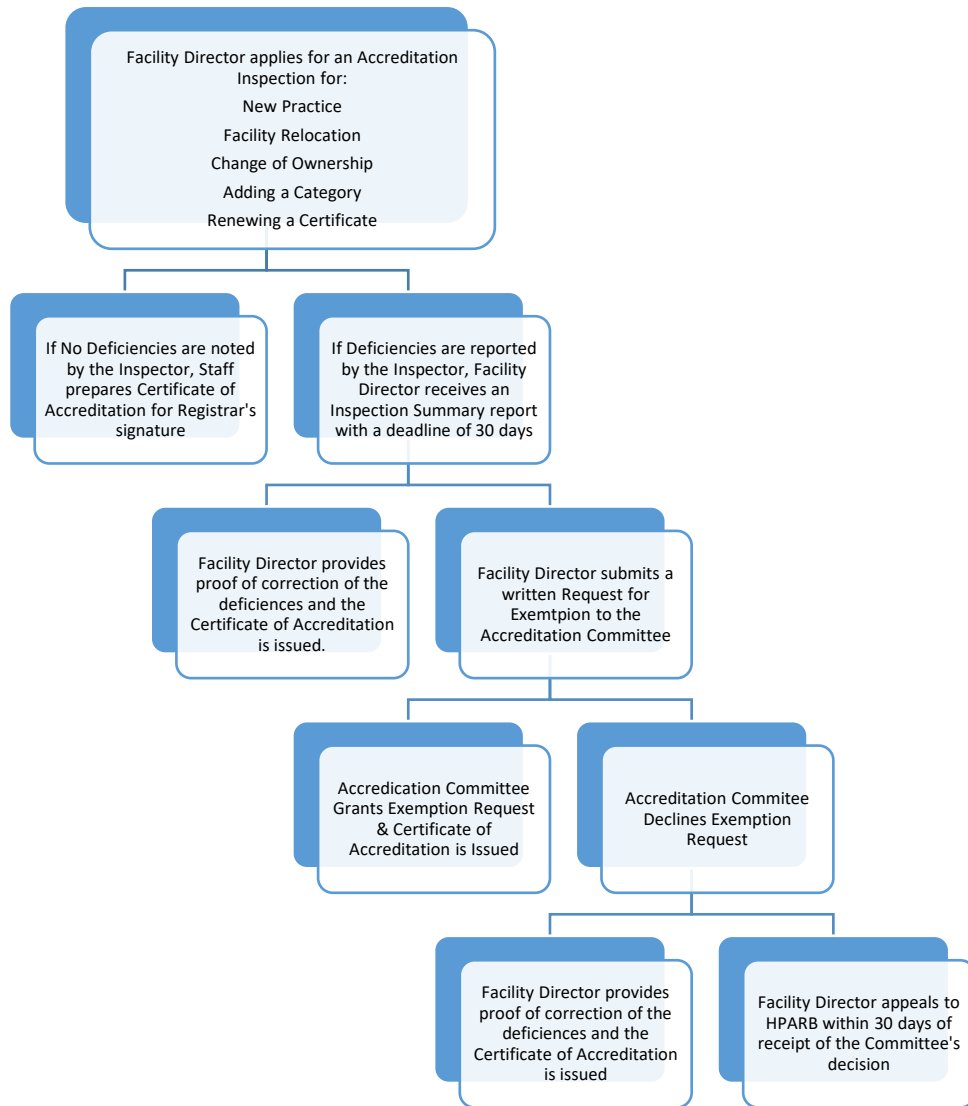 Facility Director applies for an Accreditation
Inspection for:
New Practice
Facility Relocation
Change of Ownership
Adding a Category
Renewing a Certificate
If No Deficiencies are noted
by the Inspector, Staff
prepares Certificate of
Accreditation for Registrar's
signature
If Deficiencies are reported
by the Inspector, Facility
Director receives an
Inspection Summary report
with a deadline of 30 days
Facility Director provides
proof of correction of the
deficiences and the
Certificate of Accreditation
is issued.
Facility Director submits a
written Request for
Exemtpion to the
Accreditation Committee
Accredication Committee
Grants Exemption Request
& Certificate of
Accreditation is Issued
Accreditation Commitee
Declines Exemption
Request
Facility Director provides
proof of correction of the
deficiences and the
Certificate of Accreditation
is issued
Facility Director appeals to
HPARB within 30 days of
receipt of the Committee's
decision